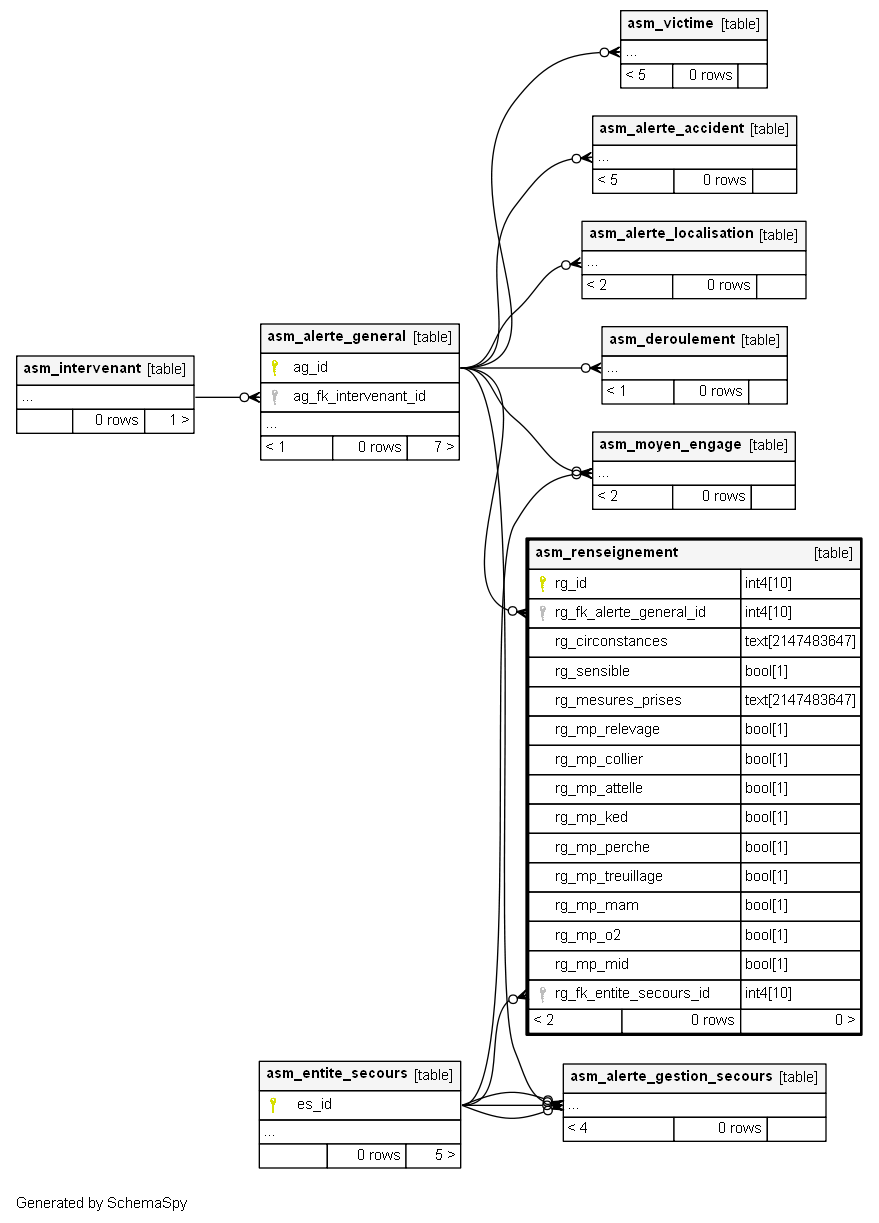 asm_victime [table]
...
< 5 0 rows
asm_alerte_accident [table]
...
< 5 0 rows
asm_alerte_localisation [table]
...
< 2 0 rows
asm_alerte_general [table]
ag_id
ag_fk_intervenant_id
...
< 1 0 rows 7 >
asm_deroulement [table]
...
< 1 0 rows
asm_intervenant [table]
...
0 rows 1 >
asm_moyen_engage [table]
...
< 2 0 rows
asm_renseignement [table]
rg_id int4[10]
rg_fk_alerte_general_id int4[10]
rg_circonstances text[2147483647]
rg_sensible bool[1]
rg_mesures_prises text[2147483647]
rg_mp_relevage bool[1]
rg_mp_collier bool[1]
rg_mp_attelle bool[1]
rg_mp_ked bool[1]
rg_mp_perche bool[1]
rg_mp_treuillage bool[1]
rg_mp_mam bool[1]
rg_mp_o2 bool[1]
rg_mp_mid bool[1]
rg_fk_entite_secours_id int4[10]
< 2 0 rows 0 >
asm_entite_secours [table]
es_id
...
0 rows 5 >
asm_alerte_gestion_secours [table]
...
< 4 0 rows
Generated by SchemaSpy